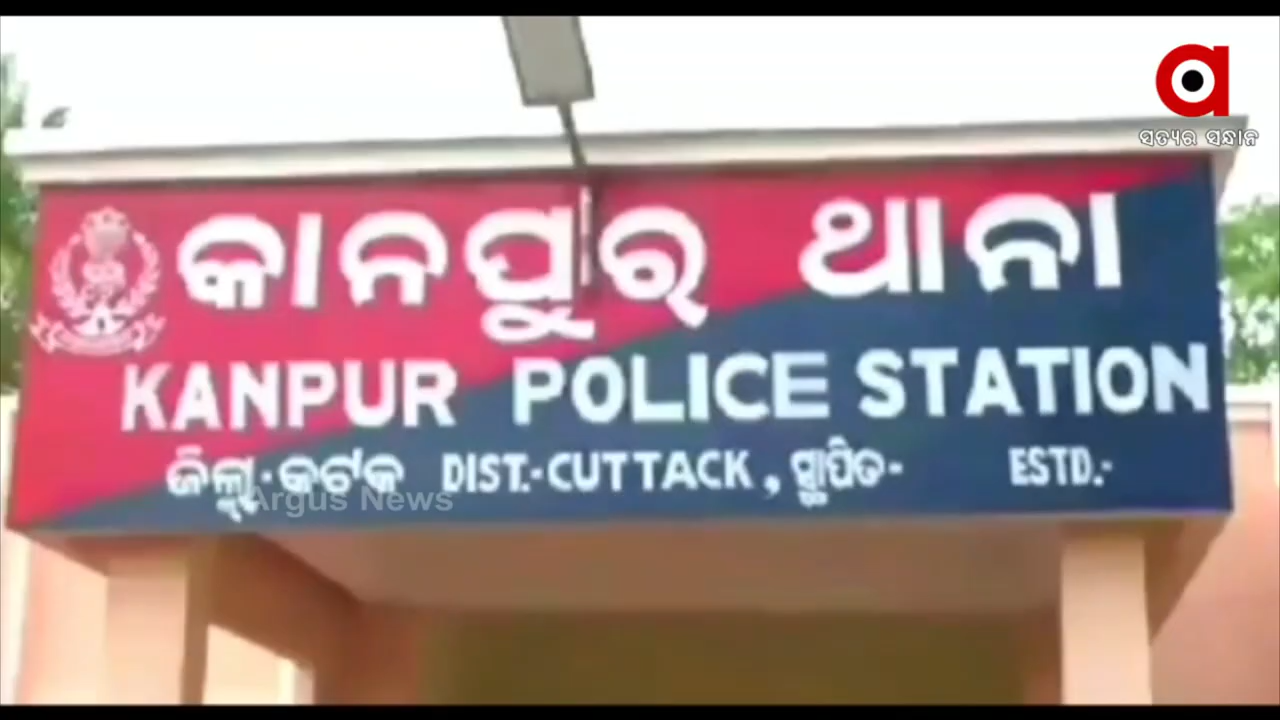 ସତ୍ୟର ସନ୍ଧାନ
କାନପୁର ଥାନା
KANPUR POLICE STATION
ଜିଲ୍ଲା-କଟକ DIST.-CUTTACK, ସ୍ଥାପିତ- ESTD.-
Argus News